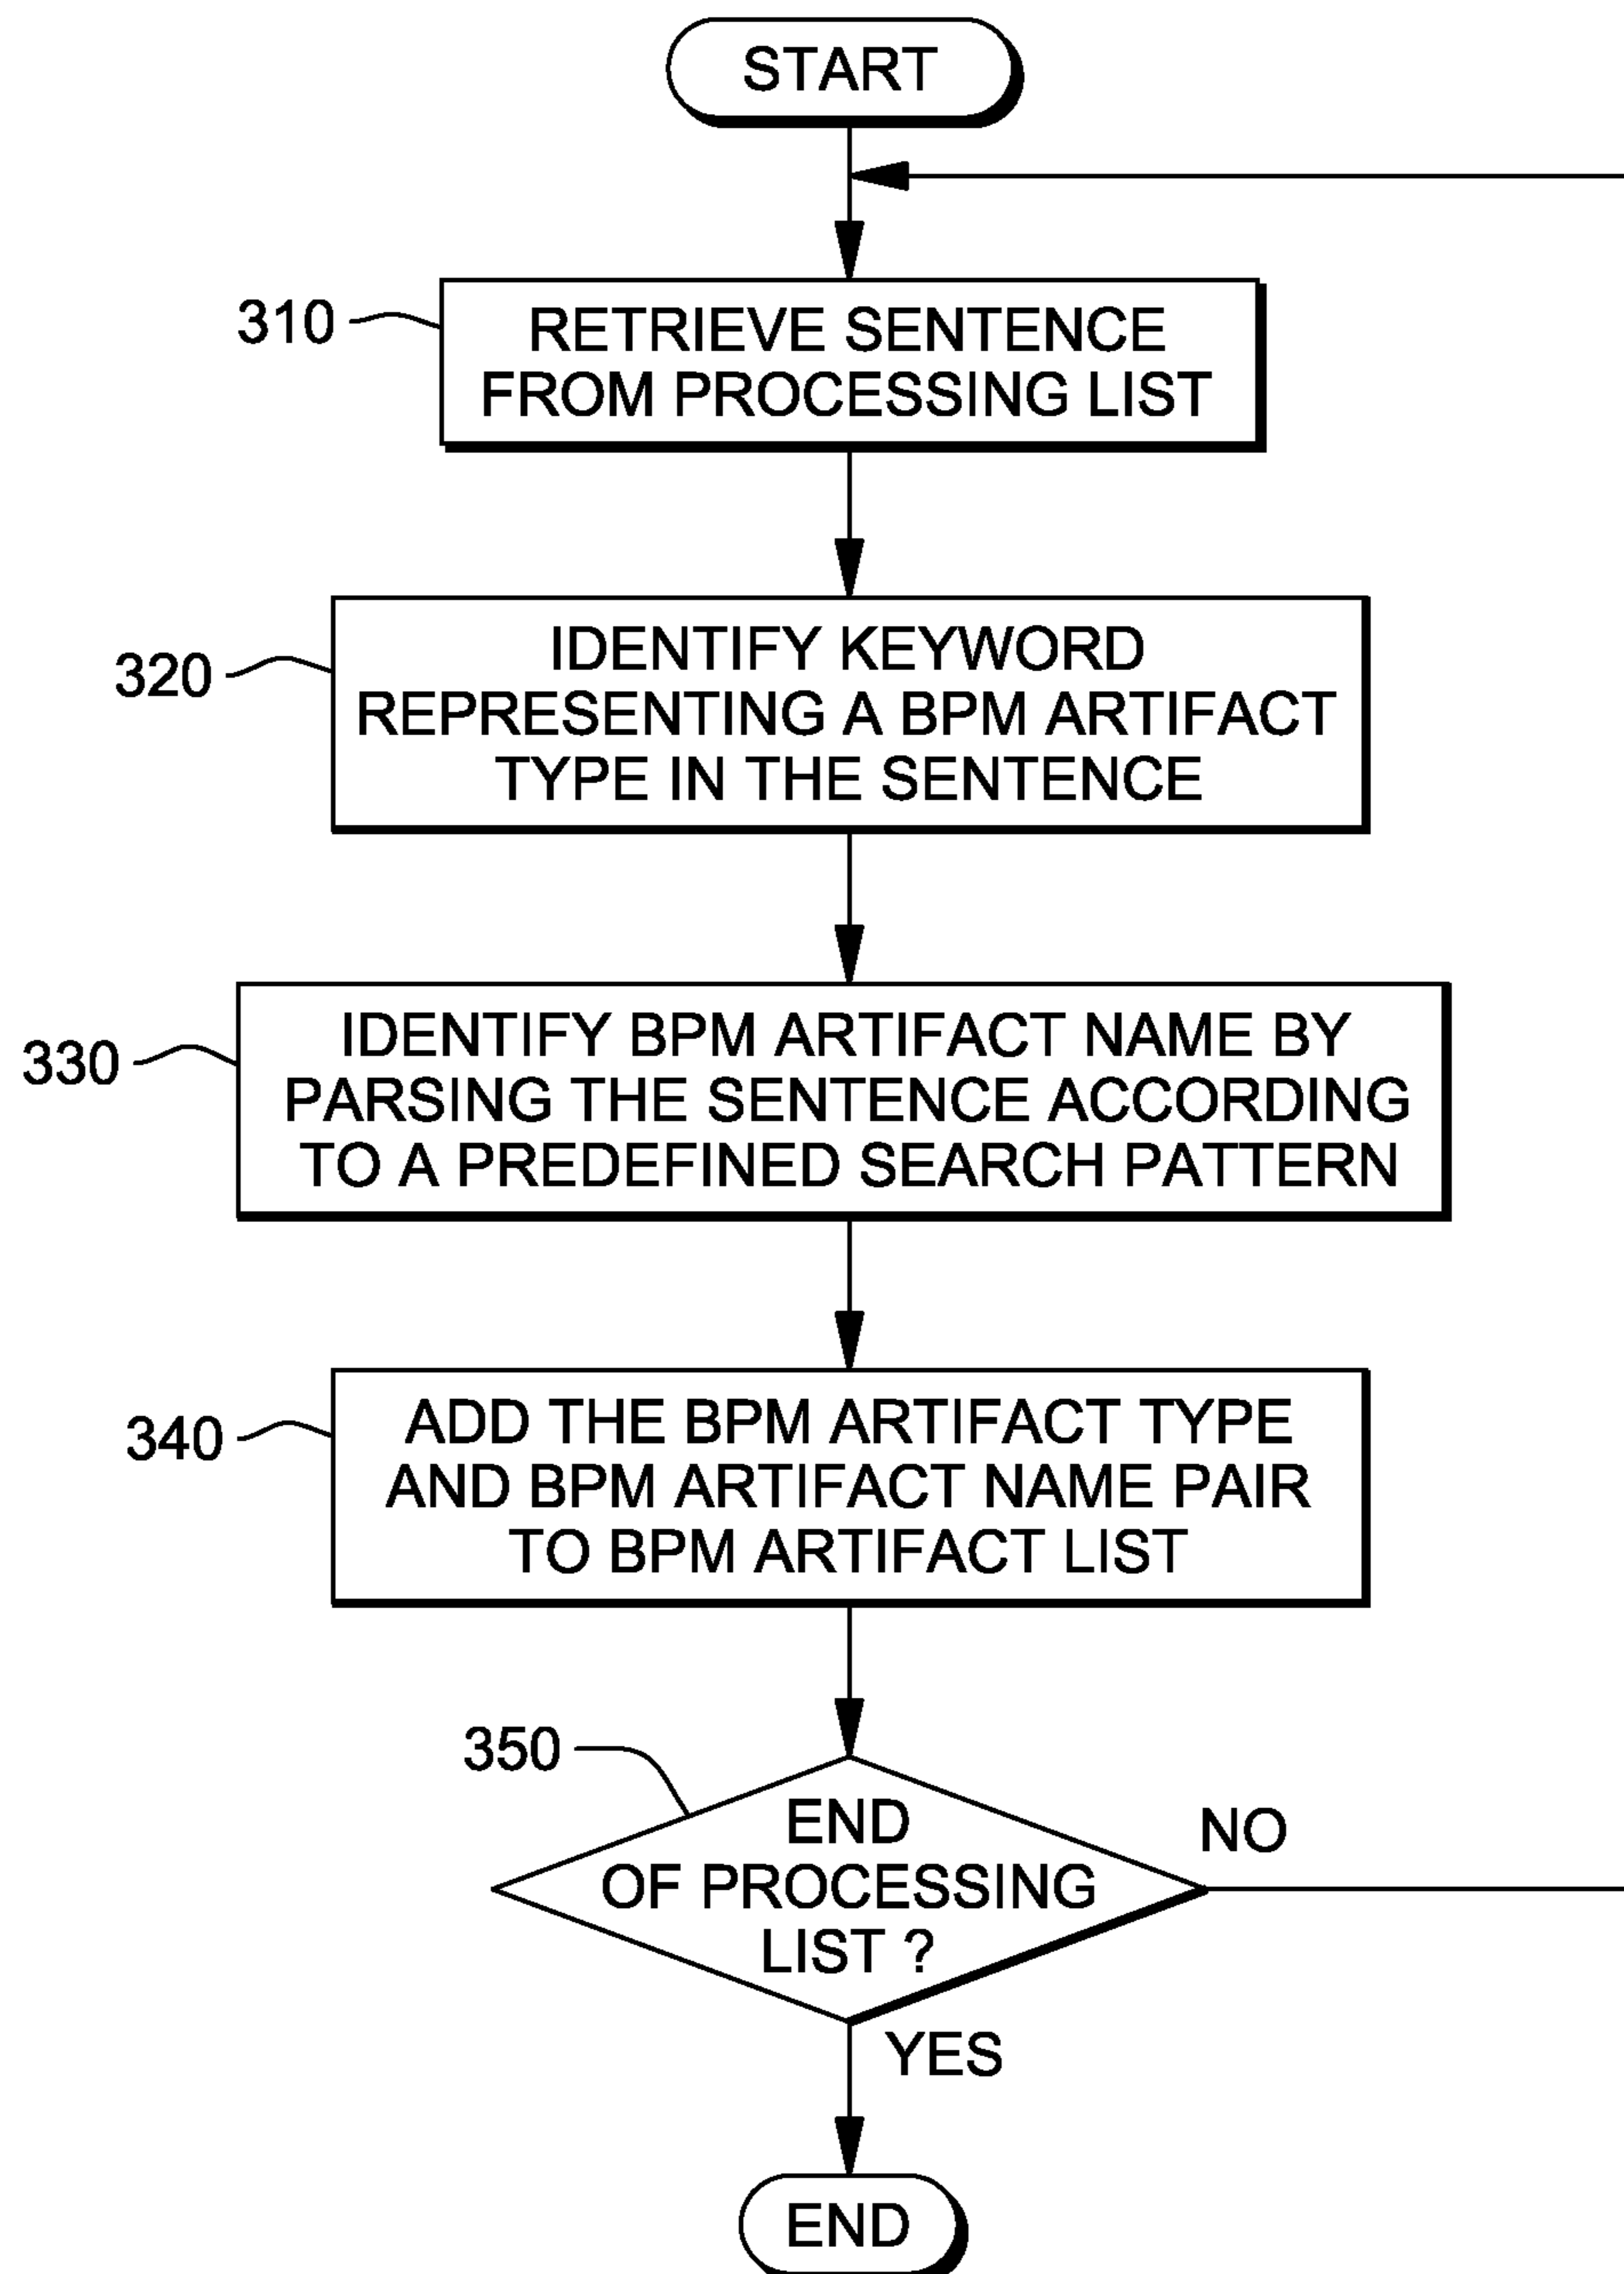 START
310
RETRIEVE SENTENCE
FROM PROCESSING LIST
320
IDENTIFY KEYWORD
REPRESENTING A BPM ARTIFACT
TYPE IN THE SENTENCE
330
IDENTIFY BPM ARTIFACT NAME BY
PARSING THE SENTENCE ACCORDING
TO A PREDEFINED SEARCH PATTERN
340
ADD THE BPM ARTIFACT TYPE
AND BPM ARTIFACT NAME PAIR
TO BPM ARTIFACT LIST
350
END
OF PROCESSING
LIST ?
NO
YES
END